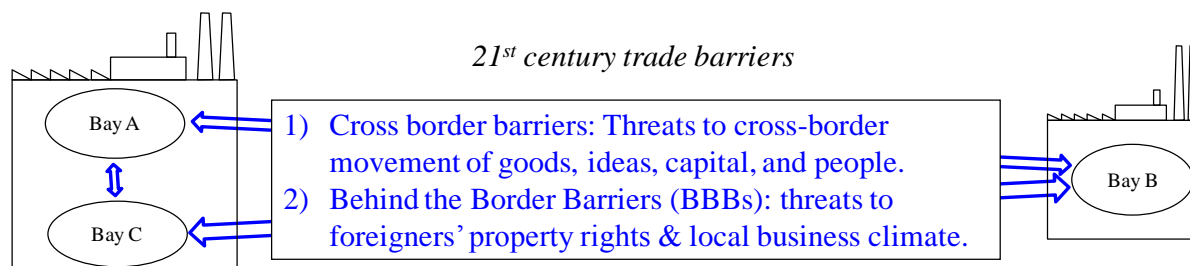 21st century trade barriers
Bay A
1) Cross border barriers: Threats to cross-border
movement of goods, ideas, capital, and people.
Bay B
2) Behind the Border Barriers (BBBs): threats to
Bay C
foreigners' property rights & local business climate.